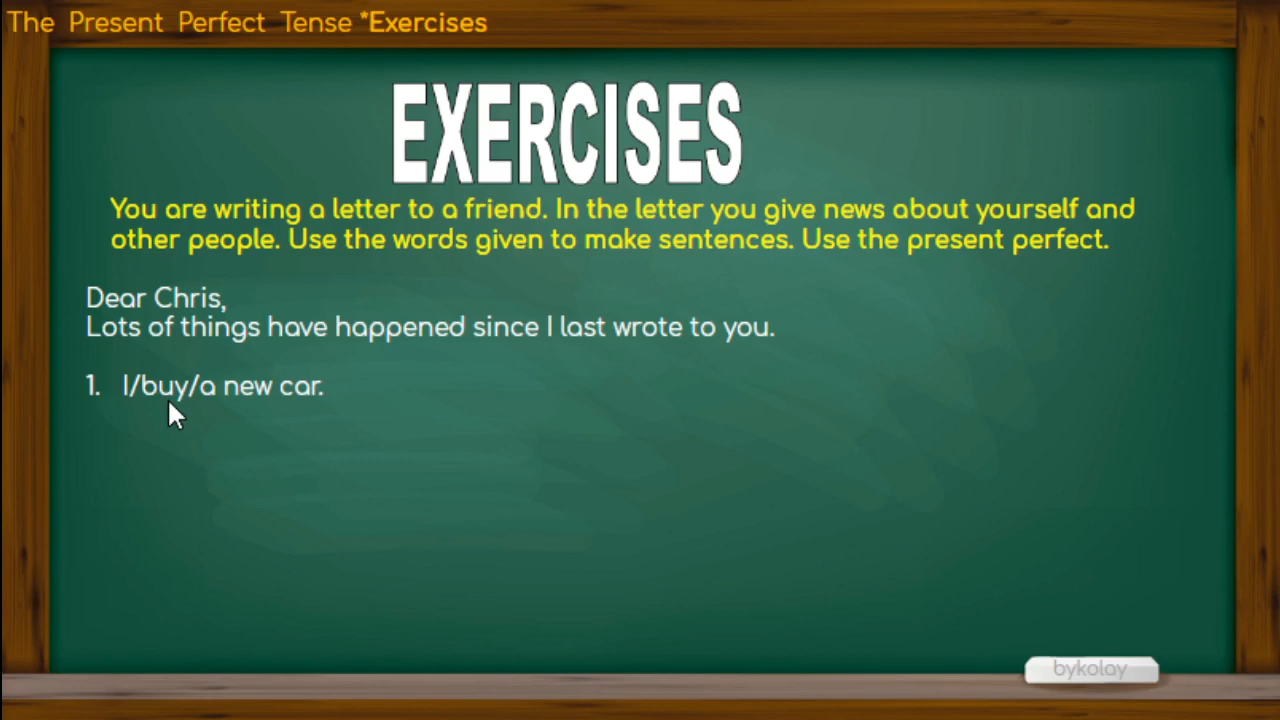 The Present Perfect Tense *Exercises
EXERCISES
You are writing a letter to a friend. In the letter you give news about yourself and
other people. Use the words given to make sentences. Use the present perfect.
Dear Chris,
Lots of things have happened since I last wrote to you.
1. I/buy/a new car.
bykolay